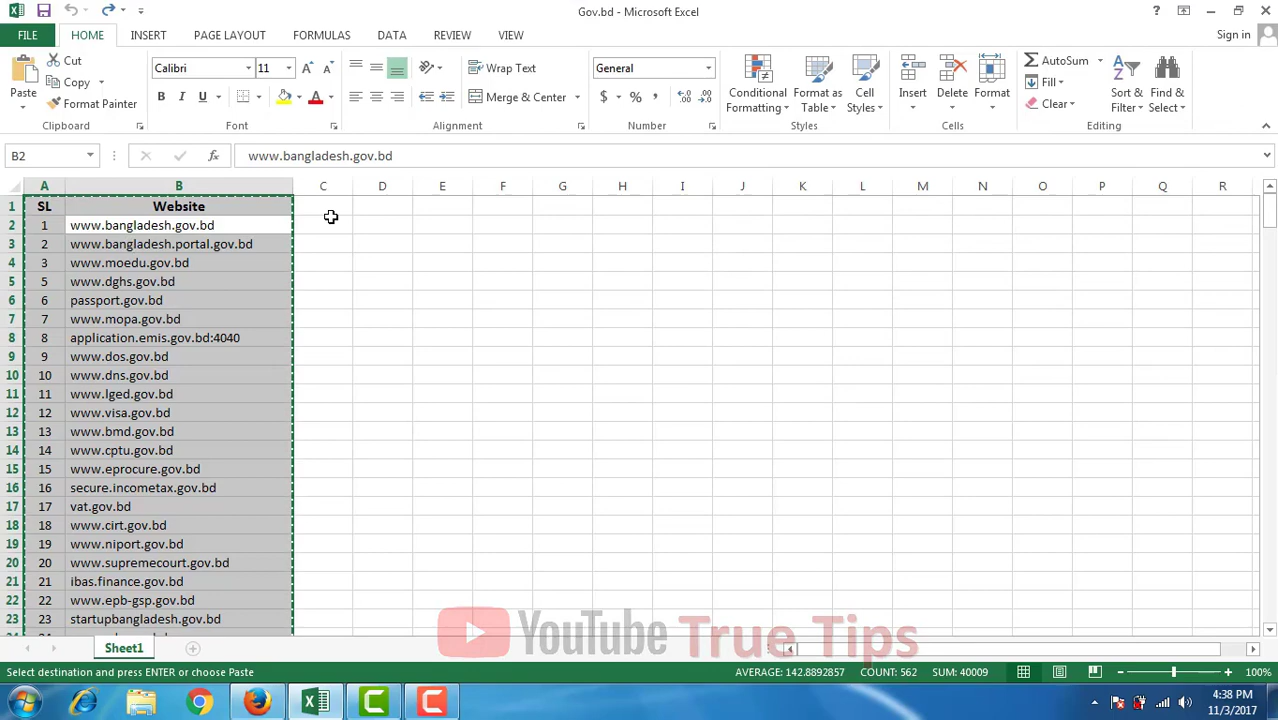 Gov.bd - Microsoft Excel
FILE HOME INSERT PAGE LAYOUT FORMULAS DATA REVIEW VIEW Sign in
Paste
Cut
Copy
Format Painter
Clipboard
Calibri 11
B I U
Font
Wrap Text
Merge & Center
Alignment
General
$ % ,
Number
Conditional Formatting
Format as Table
Cell Styles
Styles
Insert
Delete
Format
Cells
AutoSum
Fill
Clear
Sort & Filter
Find & Select
Editing
B2 fx www.bangladesh.gov.bd
A B C D E F G H I J K L M N O P Q R
1 SL Website
2 1 www.bangladesh.gov.bd
3 2 www.bangladesh.portal.gov.bd
4 3 www.moedu.gov.bd
5 5 www.dghs.gov.bd
6 6 passport.gov.bd
7 7 www.mopa.gov.bd
8 8 application.emis.gov.bd:4040
9 9 www.dos.gov.bd
10 10 www.dns.gov.bd
11 11 www.lged.gov.bd
12 12 www.visa.gov.bd
13 13 www.bmd.gov.bd
14 14 www.cptu.gov.bd
15 15 www.eprocure.gov.bd
16 16 secure.incometax.gov.bd
17 17 vat.gov.bd
18 18 www.cirt.gov.bd
19 19 www.niport.gov.bd
20 20 www.supremecourt.gov.bd
21 21 ibas.finance.gov.bd
22 22 www.epb-gsp.gov.bd
23 23 startupbangladesh.gov.bd
YouTube True Tips
Sheet1
Select destination and press ENTER or choose Paste AVERAGE: 142.8892857 COUNT: 562 SUM: 40009 100%
4:38 PM
11/3/2017